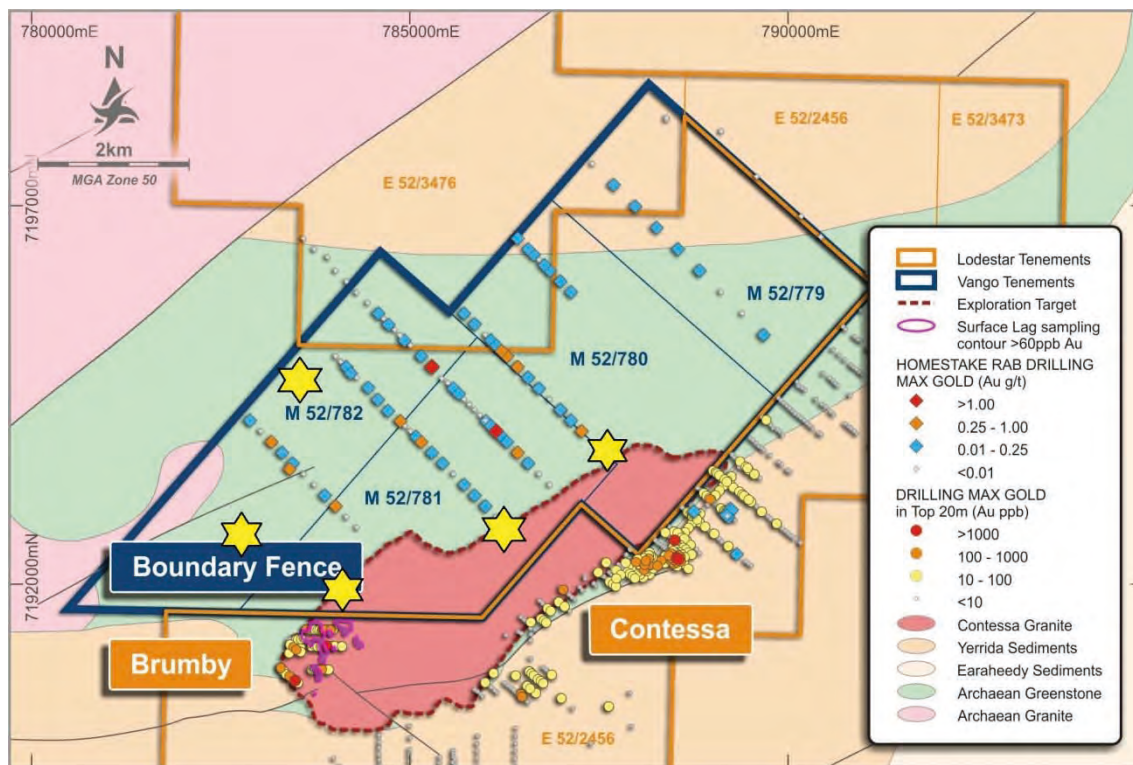 780000mE
785000mE
790000mE
N
2km
MGA Zone 50
7197000mN
7192000mN
E 52/2456
E 52/3473
E 52/3476
M 52/779
M 52/780
M 52/782
M 52/781
Boundary Fence
Brumby
Contessa
E 52/2456
Lodestar Tenements
Vango Tenements
Exploration Target
Surface Lag sampling
contour >60ppb Au
HOMESTAKE RAB DRILLING
MAX GOLD (Au g/t)
>1.00
0.25 - 1.00
0.01 - 0.25
<0.01
DRILLING MAX GOLD
in Top 20m (Au ppb)
>1000
100 - 1000
10 - 100
<10
Contessa Granite
Yerrida Sediments
Earaheedy Sediments
Archaean Greenstone
Archaean Granite